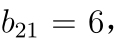 b_{21} = 6,